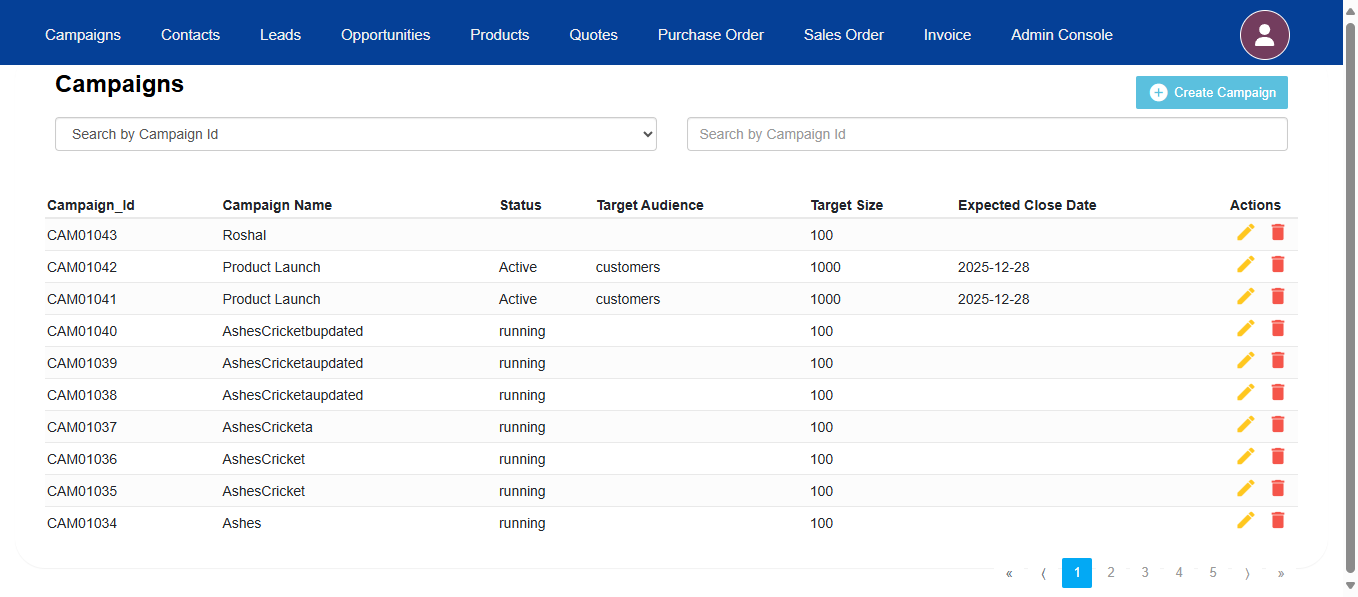 Campaigns Contacts Leads Opportunities Products Quotes Purchase Order Sales Order Invoice Admin Console
Campaigns
Create Campaign
Search by Campaign Id Search by Campaign Id
Campaign_Id Campaign Name Status Target Audience Target Size Expected Close Date Actions
CAM01043 Roshal 100
CAM01042 Product Launch Active customers 1000 2025-12-28
CAM01041 Product Launch Active customers 1000 2025-12-28
CAM01040 AshesCricketbupdated running 100
CAM01039 AshesCricketaupdated running 100
CAM01038 AshesCricketaupdated running 100
CAM01037 AshesCricketa running 100
CAM01036 AshesCricket running 100
CAM01035 AshesCricket running 100
CAM01034 Ashes running 100
« ⟨ 1 2 3 4 5 ⟩ »